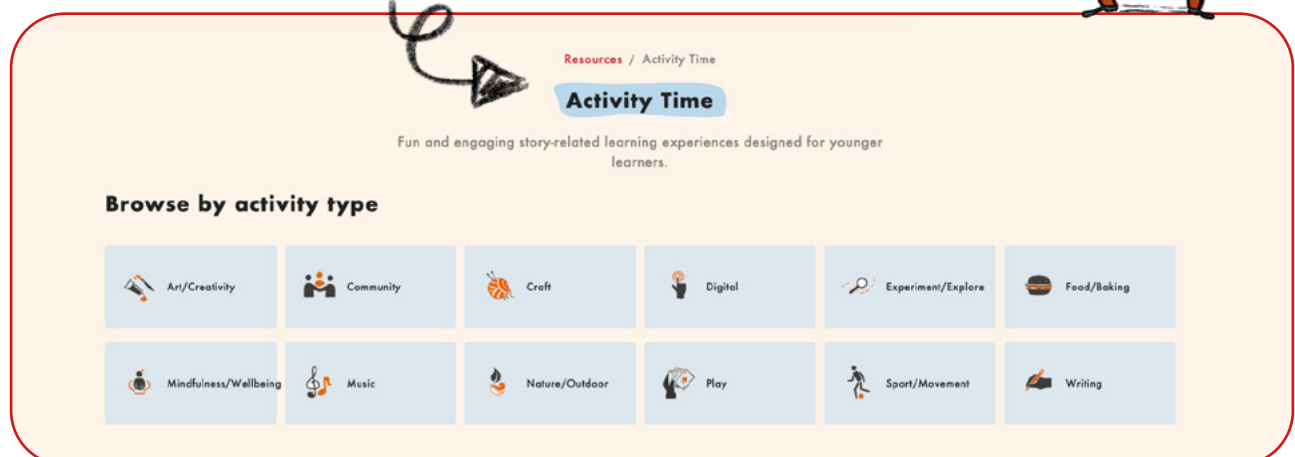 Resources / Activity Time
Activity Time
Fun and engaging story-related learning experiences designed for younger
learners.
Browse by activity type
Art/Creativity Community Craft Digital Experiment/Explore Food/Baking
Mindfulness/Wellbeing Music Nature/Outdoor Play Sport/Movement Writing